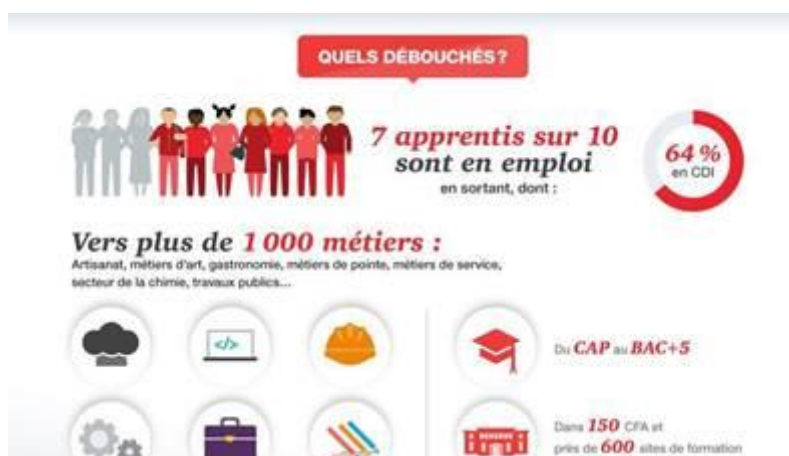 QUELS DÉBOUCHÉS?
7 apprentis sur 10
sont en emploi
en sortant, dont :
64 %
en CDI
Vers plus de 1 000 métiers :
Artisanat, métiers d'art, gastronomie, métiers de pointe, métiers de service,
secteur de la chimie, travaux publics...
</>
Du CAP au BAC+5
Dans 150 CFA et
près de 600 sites de formation